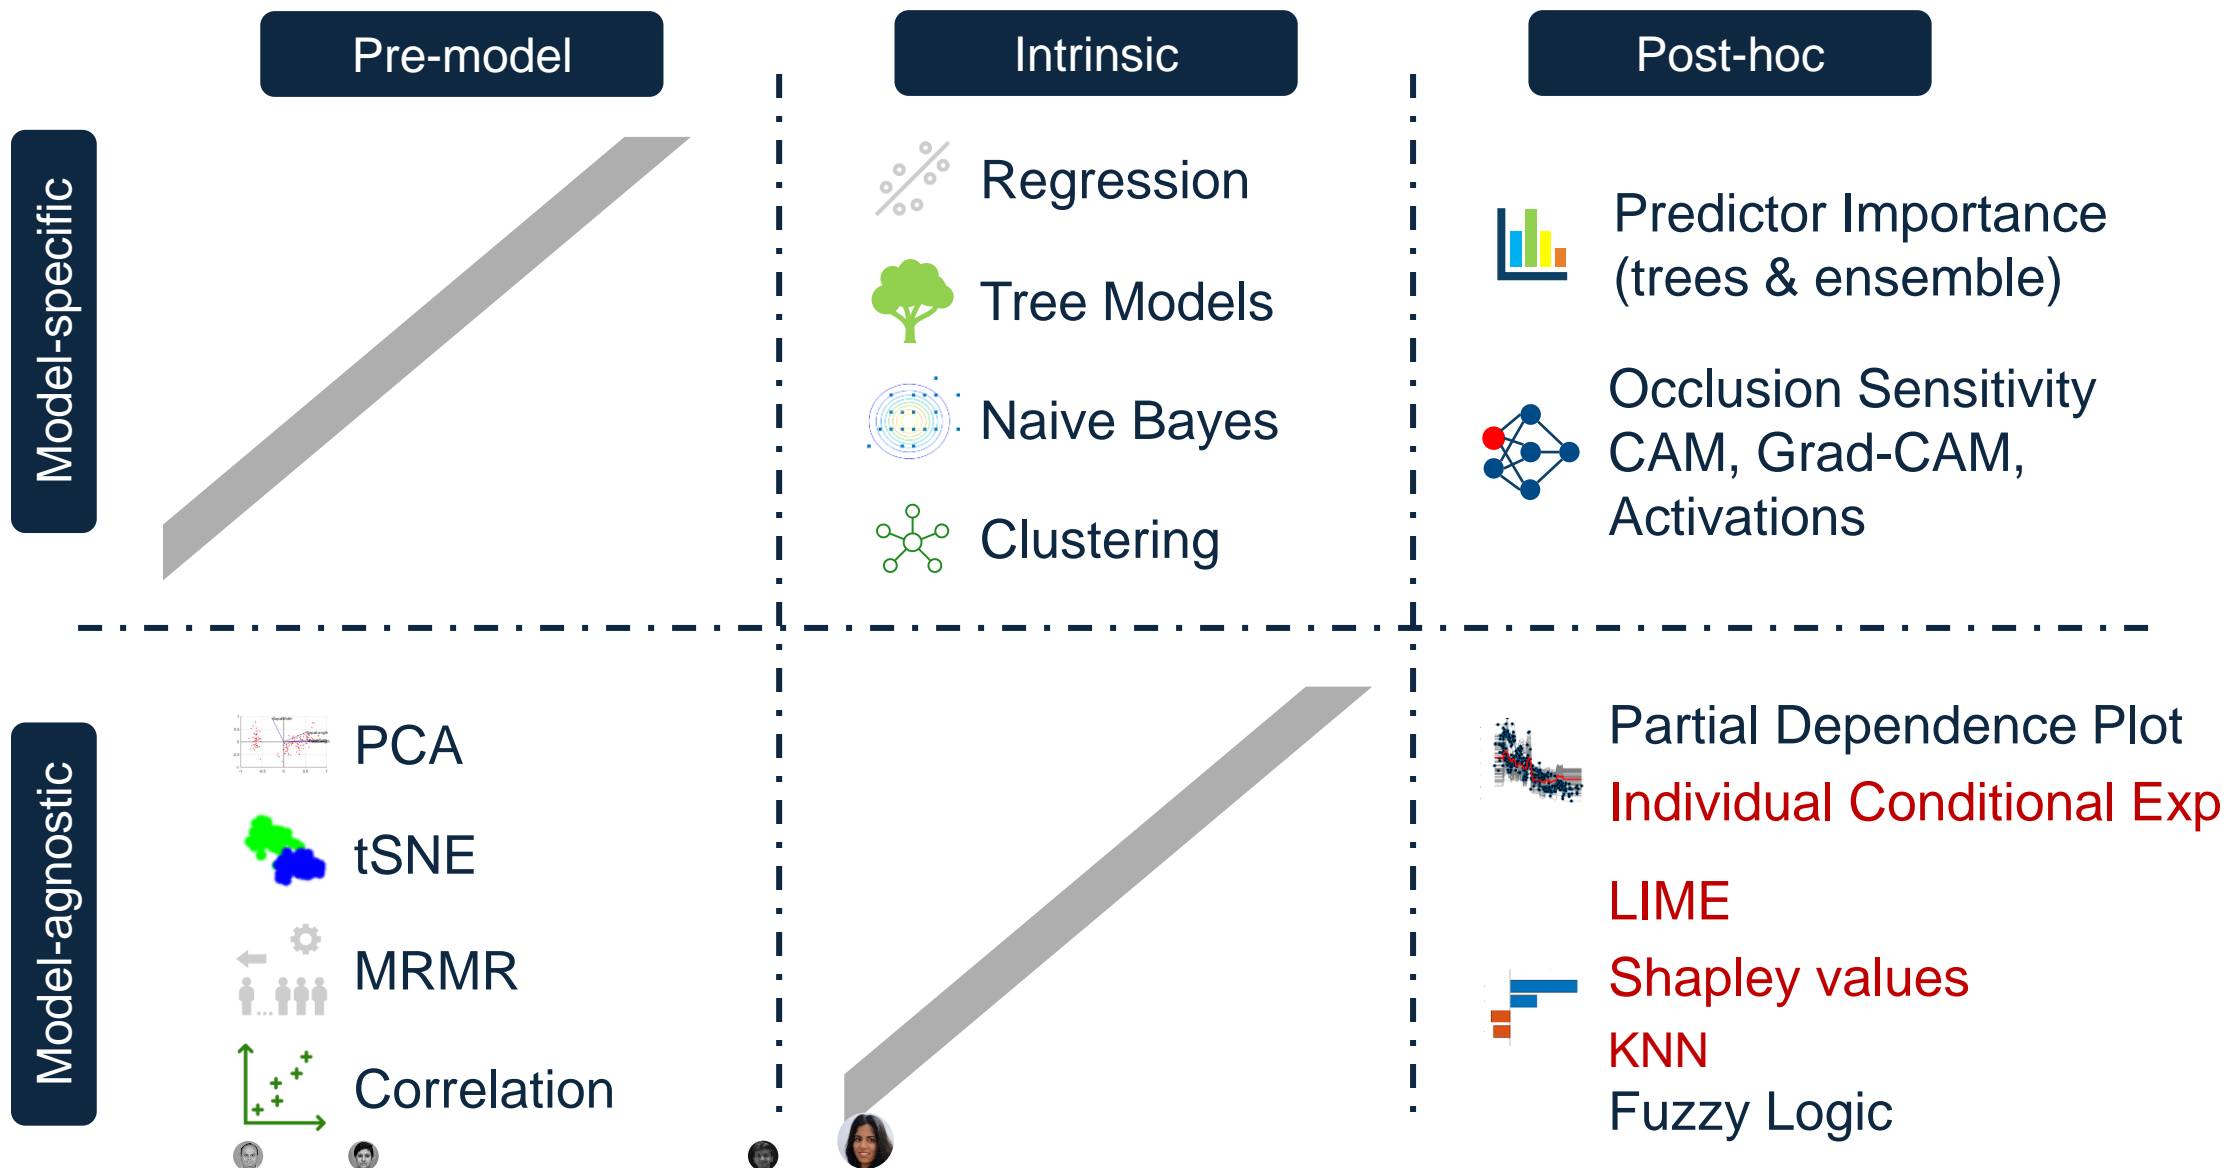 Pre-model
Intrinsic
Post-hoc
Model-specific
Regression
Tree Models
Naive Bayes
Clustering
Predictor Importance
(trees & ensemble)
Occlusion Sensitivity
CAM, Grad-CAM,
Activations
Model-agnostic
PCA
tSNE
MRMR
Correlation
Partial Dependence Plot
Individual Conditional Exp
LIME
Shapley values
KNN
Fuzzy Logic